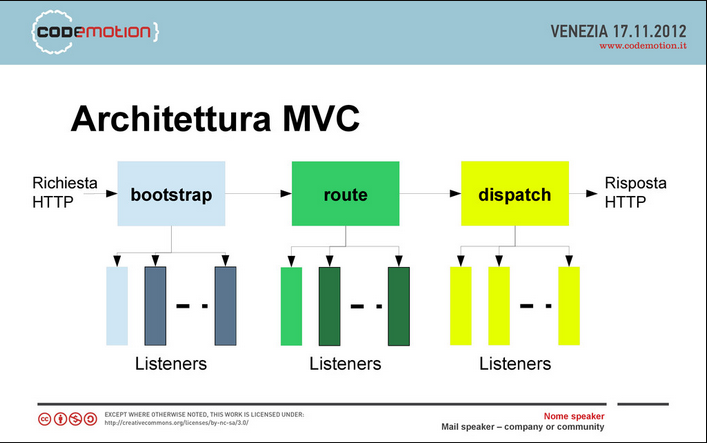 CODEmotion
VENEZIA 17.11.2012
www.codemotion.it
Architettura MVC
Richiesta
HTTP
bootstrap
route
dispatch
Risposta
HTTP
Listeners
Listeners
Listeners
EXCEPT WHERE OTHERWISE NOTED, THIS WORK IS LICENSED UNDER:
http://creativecommons.org/licenses/by-nc-sa/3.0/
cc
Nome speaker
Mail speaker – company or community